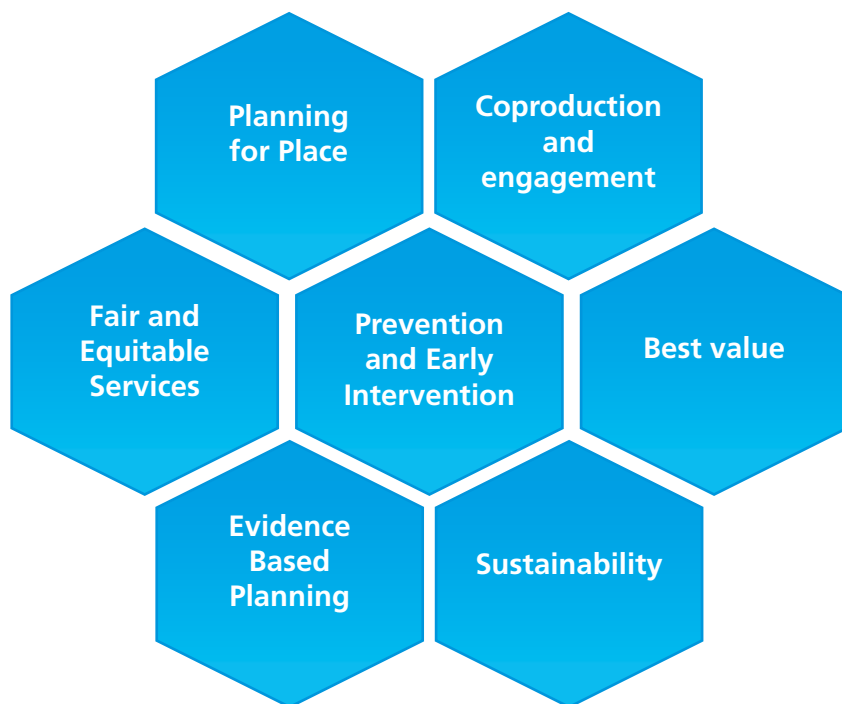 Planning
for Place
Coproduction
and
engagement
Fair and
Equitable
Services
Prevention
and Early
Intervention
Best value
Evidence
Based
Planning
Sustainability